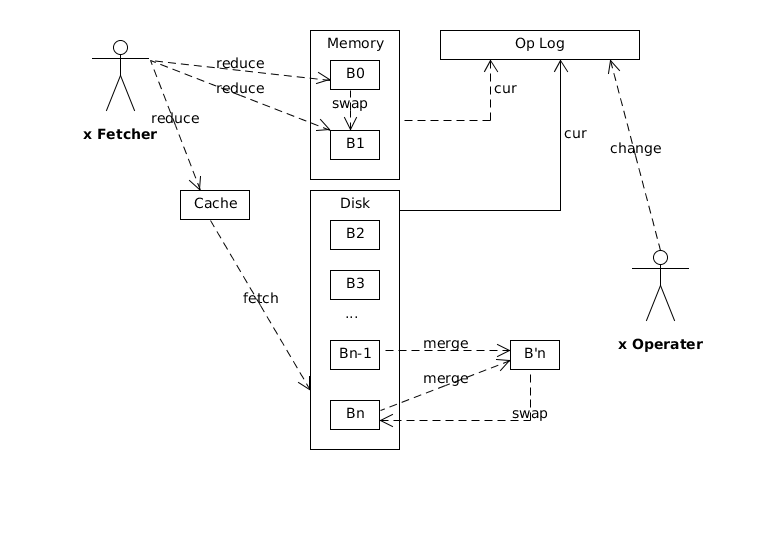 Memory
Op Log
reduce
B0
reduce
cur
swap
reduce
x Fetcher
B1
cur
change
Cache
Disk
B2
B3
fetch
...
x Operater
merge
Bn-1
B'n
merge
Bn
swap